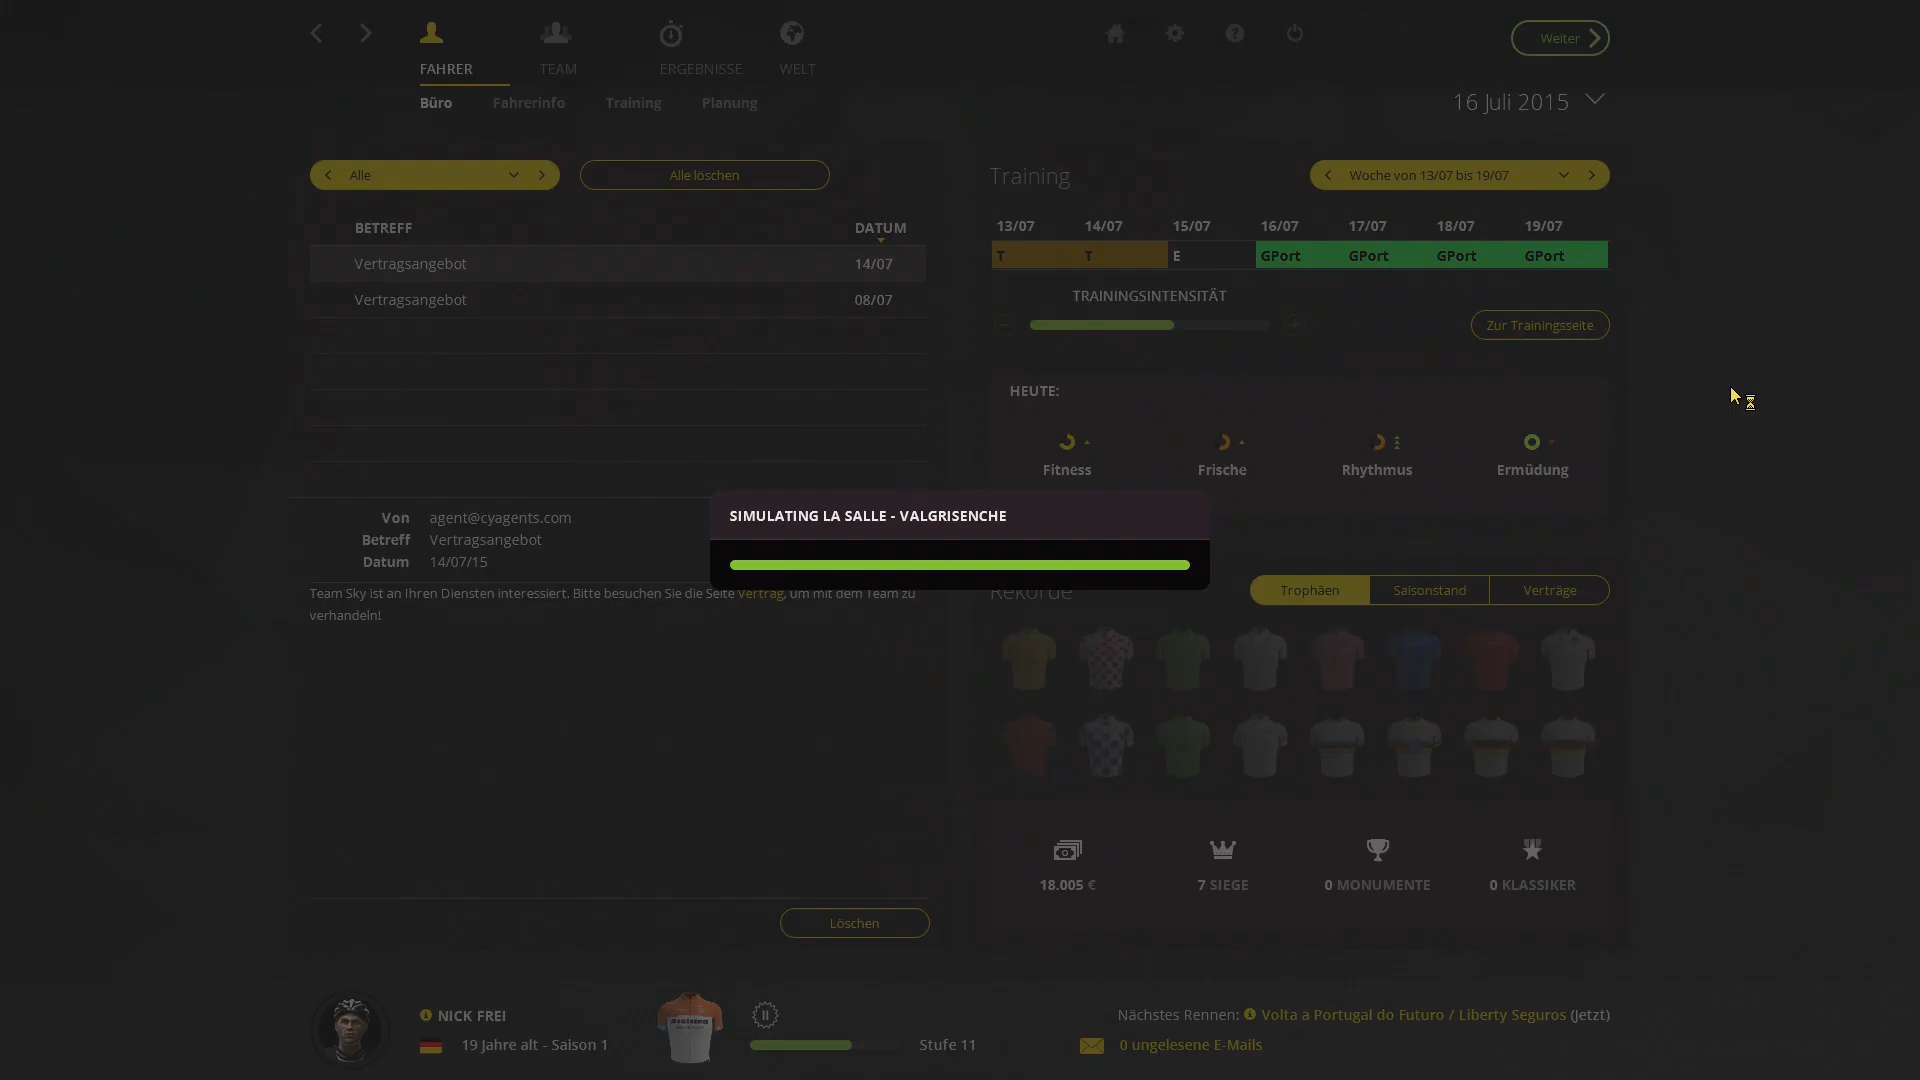 FAHRER
TEAM
ERGEBNISSE
WELT
Weiter
Büro
Fahrerinfo
Training
Planung
16 Juli 2015
Alle
Alle löschen
Training
Woche von 13/07 bis 19/07
BETREFF
DATUM
13/07
14/07
15/07
16/07
17/07
18/07
19/07
Vertragsangebot
14/07
T
T
E
GPort
GPort
GPort
GPort
Vertragsangebot
08/07
TRAININGSINTENSITÄT
Zur Trainingsseite
HEUTE:
Fitness
Frische
Rhythmus
Ermüdung
SIMULATING LA SALLE - VALGRISENCHE
Von agent@cyagents.com
Betreff Vertragsangebot
Datum 14/07/15
Team Sky ist an Ihren Diensten interessiert. Bitte besuchen Sie die Seite Vertrag, um mit dem Team zu
verhandeln!
Rekorde
Trophäen
Saisonstand
Verträge
18.005 €
7 SIEGE
0 MONUMENTE
0 KLASSIKER
Löschen
NICK FREI
19 Jahre alt - Saison 1
Stufe 11
Nächstes Rennen: Volta a Portugal do Futuro / Liberty Seguros (Jetzt)
0 ungelesene E-Mails